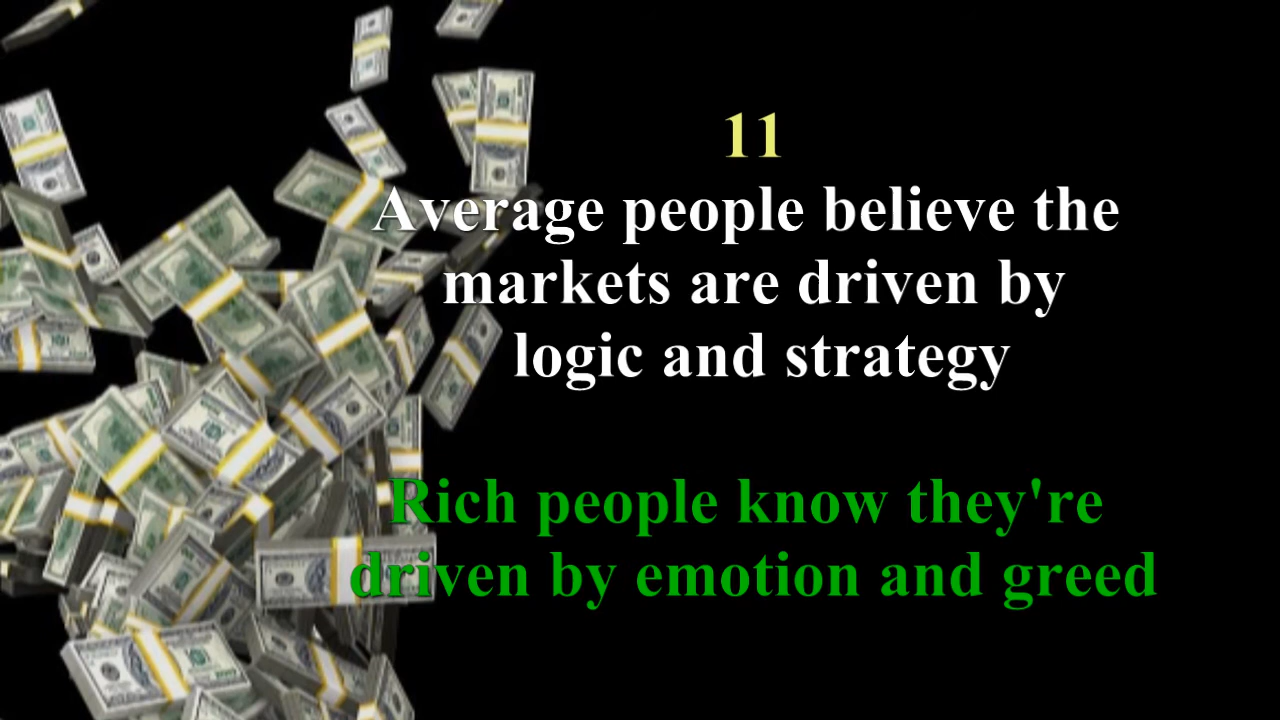 11
Average people believe the
markets are driven by
logic and strategy
Rich people know they're
driven by emotion and greed